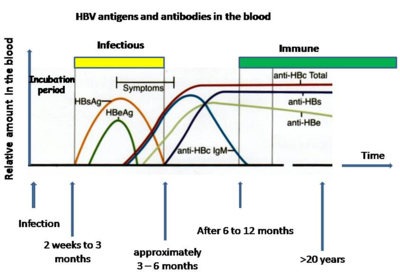 HBV antigens and antibodies in the blood
Infectious
Immune
Incubation
period
Symptoms
HBsAg
HBeAg
anti-HBc Total
anti-HBs
anti-HBe
anti-HBc IgM
Relative amount in the blood
Time
Infection
2 weeks to 3
months
approximately
3 – 6 months
After 6 to 12 months
>20 years